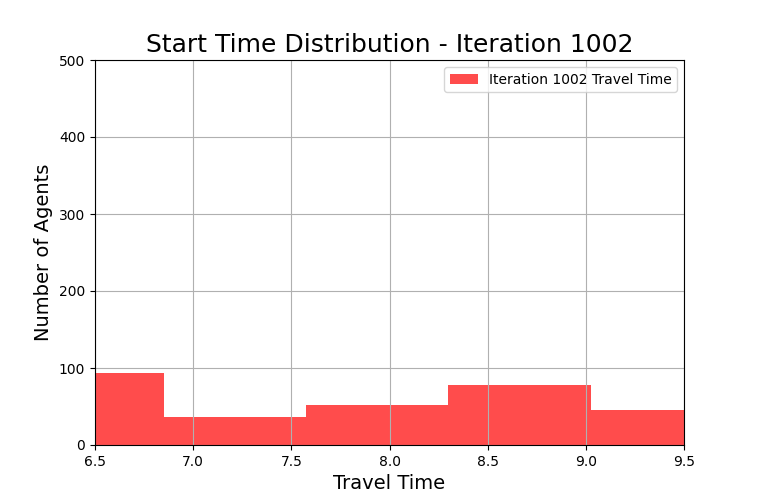 Start Time Distribution - Iteration 1002
500
Iteration 1002 Travel Time
400
300
200
100
0
Number of Agents
6.5 7.0 7.5 8.0 8.5 9.0 9.5
Travel Time